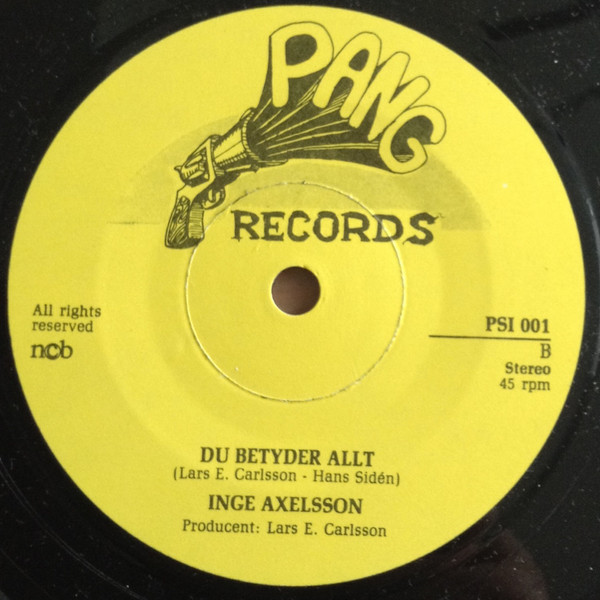 PANG
RECORDS
All rights
reserved
ncb
PSI 001
B
Stereo
45 rpm
DU BETYDER ALLT
(Lars E. Carlsson - Hans Sidén)
INGE AXELSSON
Producent: Lars E. Carlsson